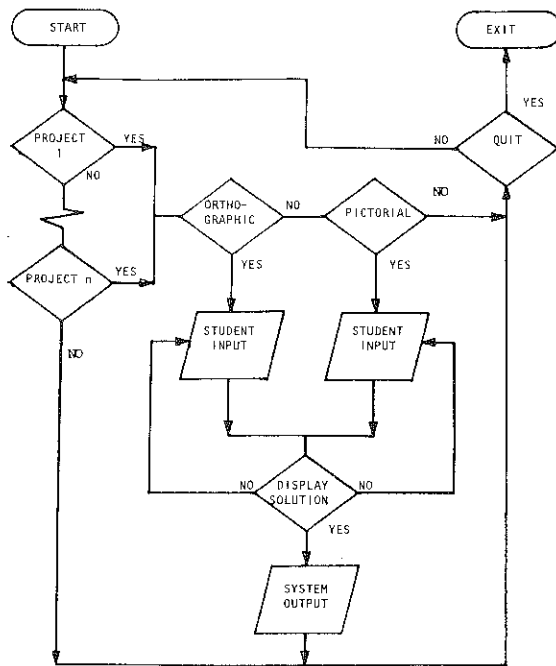 START
EXIT
YES
PROJECT
1
YES
NO
NO
QUIT
ORTHO-
GRAPHIC
NO
PICTORIAL
NO
PROJECT n
YES
YES
YES
NO
STUDENT
INPUT
STUDENT
INPUT
NO
DISPLAY
SOLUTION
NO
YES
SYSTEM
OUTPUT